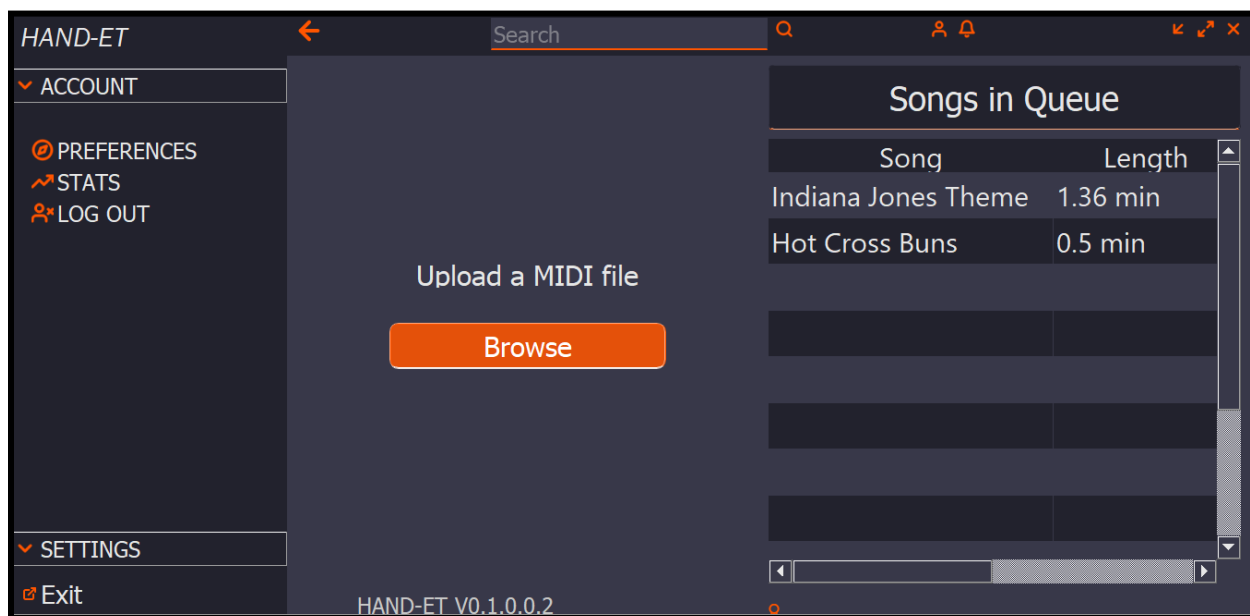 HAND-ET
Search
ACCOUNT
PREFERENCES
STATS
LOG OUT
SETTINGS
Exit
Upload a MIDI file
Browse
HAND-ET V0.1.0.0.2
Songs in Queue
Song Length
Indiana Jones Theme 1.36 min
Hot Cross Buns 0.5 min